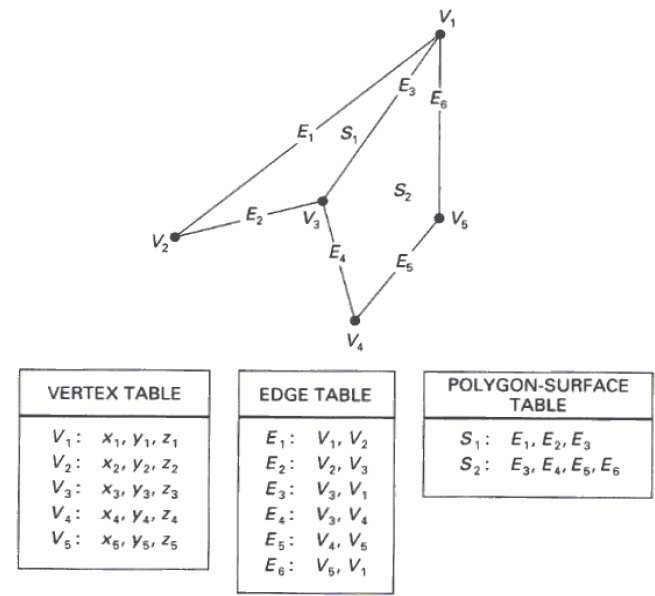 V₁
E₃
E₆
E₁
S₁
S₂
E₂
V₃
V₅
V₂
E₄
E₅
V₄
VERTEX TABLE
V₁: x₁, y₁, z₁
V₂: x₂, y₂, z₂
V₃: x₃, y₃, z₃
V₄: x₄, y₄, z₄
V₅: x₅, y₅, z₅
EDGE TABLE
E₁: V₁, V₂
E₂: V₂, V₃
E₃: V₃, V₁
E₄: V₃, V₄
E₅: V₄, V₅
E₆: V₅, V₁
POLYGON-SURFACE
TABLE
S₁: E₁, E₂, E₃
S₂: E₃, E₄, E₅, E₆